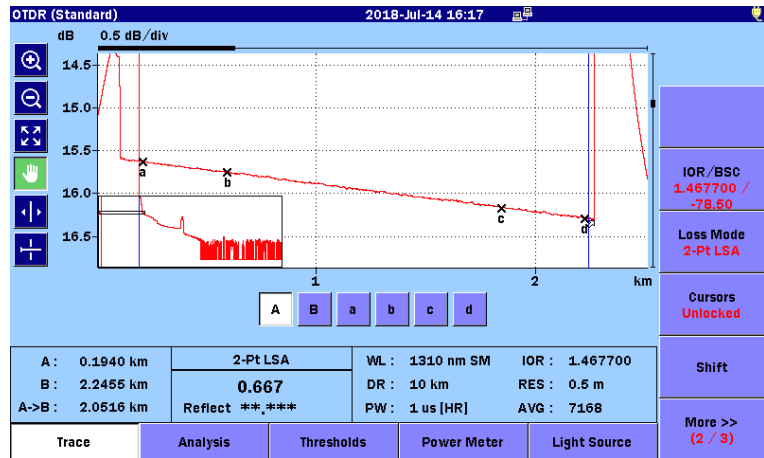 OTDR (Standard) 2018-Jul-14 16:17
dB 0.5 dB/div
14.5
15.0
15.5
a
b
IOR/BSC
1.467700 /
-78.50
16.0
c
d
16.5
Loss Mode
2-Pt LSA
1 2 km
A B a b c d
Cursors
Unlocked
A: 0.1940 km 2-Pt LSA WL: 1310 nm SM IOR: 1.467700
Shift
B: 2.2455 km 0.667 DR: 10 km RES: 0.5 m
A->B: 2.0516 km Reflect **.*** PW: 1 us [HR] AVG: 7168
More >>
(2 / 3)
Trace Analysis Thresholds Power Meter Light Source